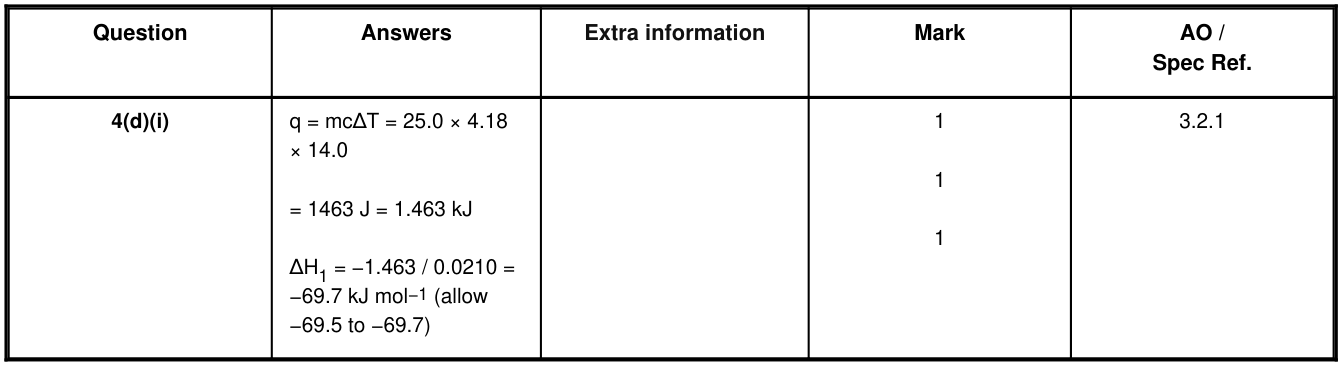 Question Answers Extra information Mark AO /
Spec Ref.
4(d)(i) q = mcΔT = 25.0 × 4.18 1 3.2.1
× 14.0
1
= 1463 J = 1.463 kJ
1
ΔH₁ = −1.463 / 0.0210 =
−69.7 kJ mol⁻¹ (allow
−69.5 to −69.7)